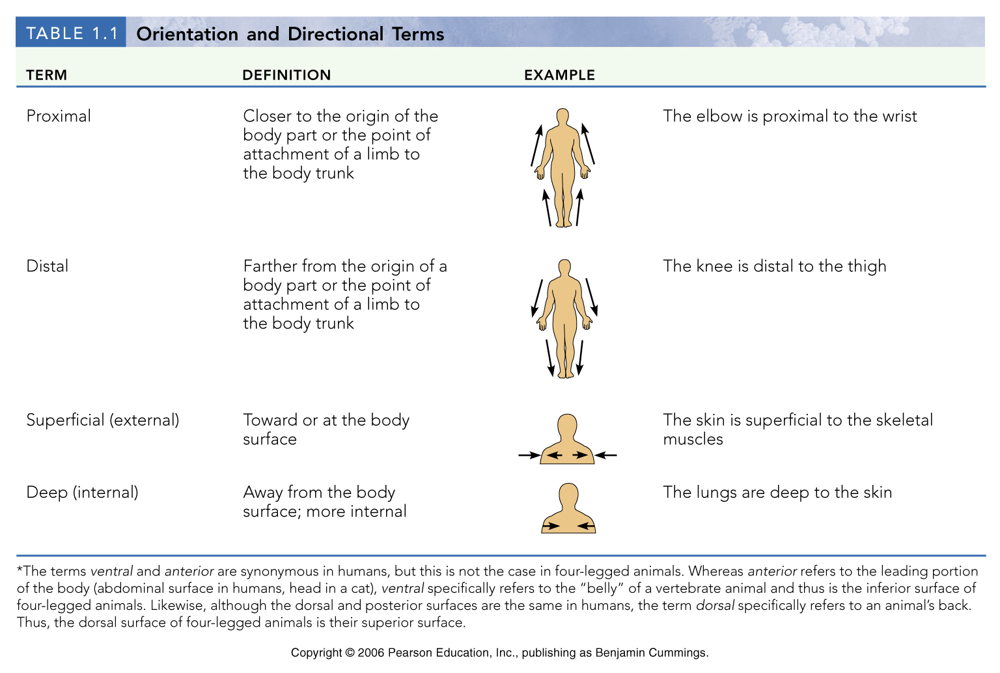 TABLE 1.1 Orientation and Directional Terms
TERM DEFINITION EXAMPLE
Proximal
Closer to the origin of the
body part or the point of
attachment of a limb to
the body trunk
The elbow is proximal to the wrist
Distal
Farther from the origin of a
body part or the point of
attachment of a limb to
the body trunk
The knee is distal to the thigh
Superficial (external)
Toward or at the body
surface
The skin is superficial to the skeletal
muscles
Deep (internal)
Away from the body
surface; more internal
The lungs are deep to the skin
*The terms ventral and anterior are synonymous in humans, but this is not the case in four-legged animals. Whereas anterior refers to the leading portion
of the body (abdominal surface in humans, head in a cat), ventral specifically refers to the “belly” of a vertebrate animal and thus is the inferior surface of
four-legged animals. Likewise, although the dorsal and posterior surfaces are the same in humans, the term dorsal specifically refers to an animal’s back.
Thus, the dorsal surface of four-legged animals is their superior surface.
Copyright © 2006 Pearson Education, Inc., publishing as Benjamin Cummings.